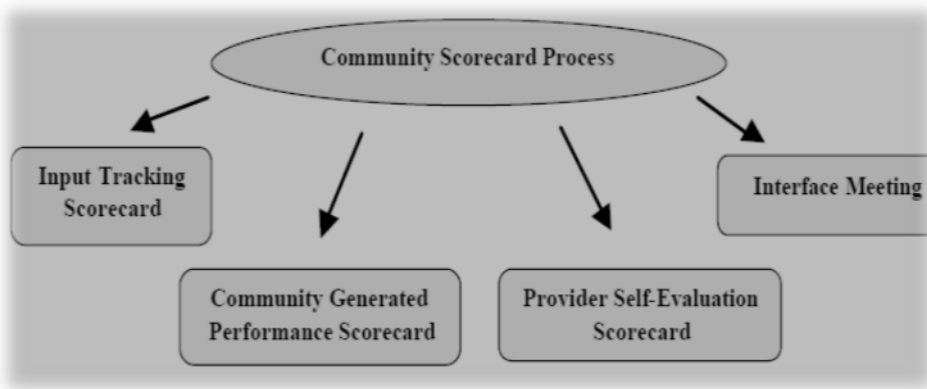 Community Scorecard Process
Input Tracking
Scorecard
Interface Meeting
Community Generated
Performance Scorecard
Provider Self-Evaluation
Scorecard